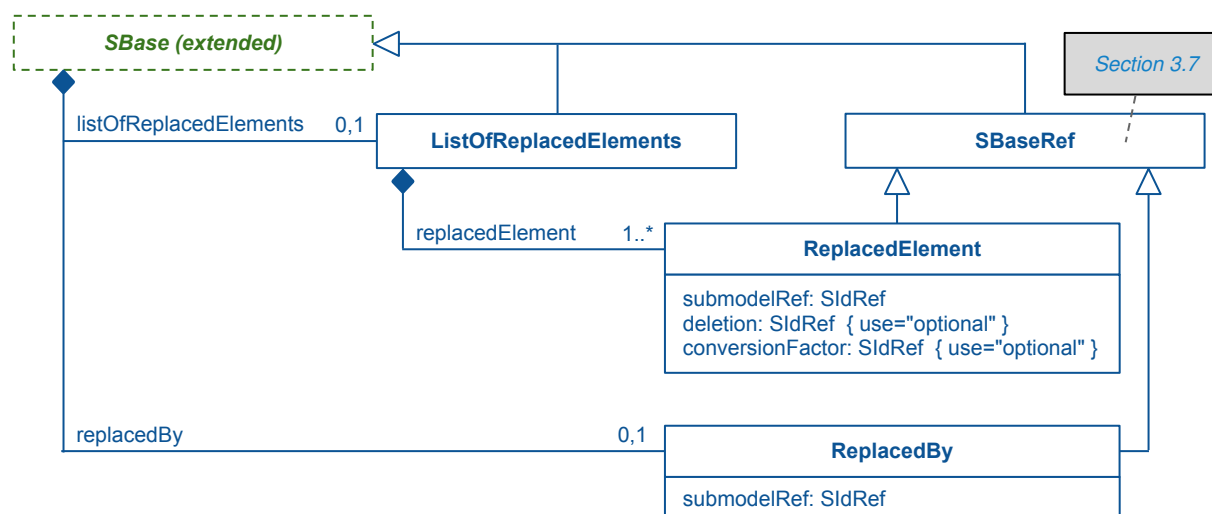 SBase (extended)
Section 3.7
listOfReplacedElements 0,1
ListOfReplacedElements
SBaseRef
replacedElement 1..*
ReplacedElement
submodelRef: SIdRef
deletion: SIdRef { use="optional" }
conversionFactor: SIdRef { use="optional" }
replacedBy 0,1
ReplacedBy
submodelRef: SIdRef